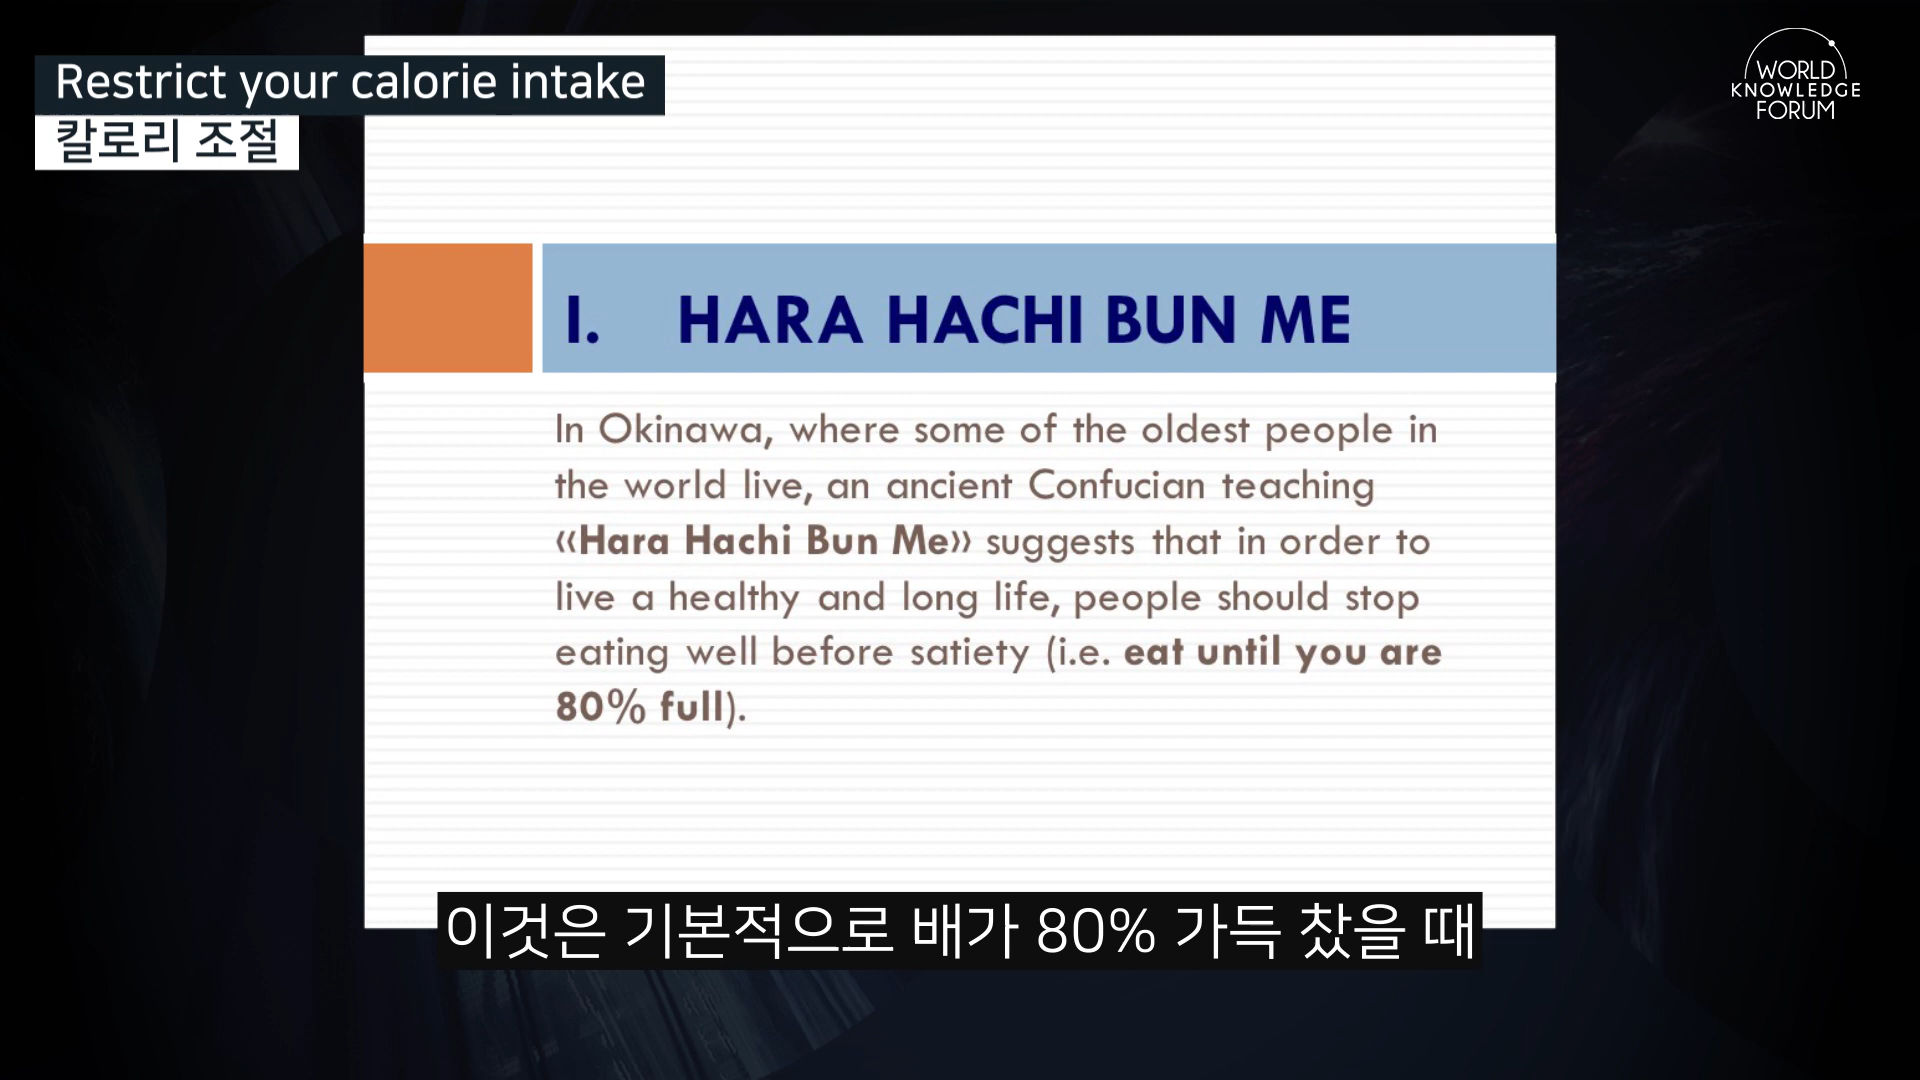 Restrict your calorie intake
칼로리 조절
WORLD
KNOWLEDGE
FORUM
I. HARA HACHI BUN ME
In Okinawa, where some of the oldest people in
the world live, an ancient Confucian teaching
«Hara Hachi Bun Me» suggests that in order to
live a healthy and long life, people should stop
eating well before satiety (i.e. eat until you are
80% full).
이것은 기본적으로 배가 80% 가득 찼을 때